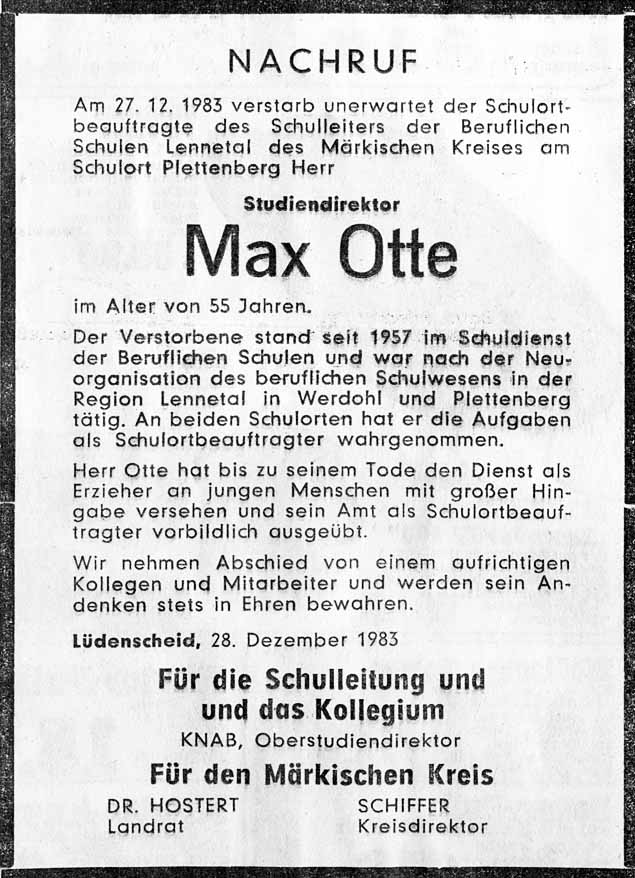 NACHRUF
Am 27. 12. 1983 verstarb unerwartet der Schulort-
beauftragte des Schulleiters der Beruflichen
Schulen Lennetal des Märkischen Kreises am
Schulort Plettenberg Herr
Studiendirektor
Max Otte
im Alter von 55 Jahren.
Der Verstorbene stand seit 1957 im Schuldienst
der Beruflichen Schulen und war nach der Neu-
organisation des beruflichen Schulwesens in der
Region Lennetal in Werdohl und Plettenberg
tätig. An beiden Schulorten hat er die Aufgaben
als Schulortbeauftragter wahrgenommen.
Herr Otte hat bis zu seinem Tode den Dienst als
Erzieher an jungen Menschen mit großer Hin-
gabe versehen und sein Amt als Schulortbeauf-
tragter vorbildlich ausgeübt.
Wir nehmen Abschied von einem aufrichtigen
Kollegen und Mitarbeiter und werden sein An-
denken stets in Ehren bewahren.
Lüdenscheid, 28. Dezember 1983
Für die Schulleitung und
und das Kollegium
KNAB, Oberstudiendirektor
Für den Märkischen Kreis
DR. HOSTERT SCHIFFER
Landrat Kreisdirektor